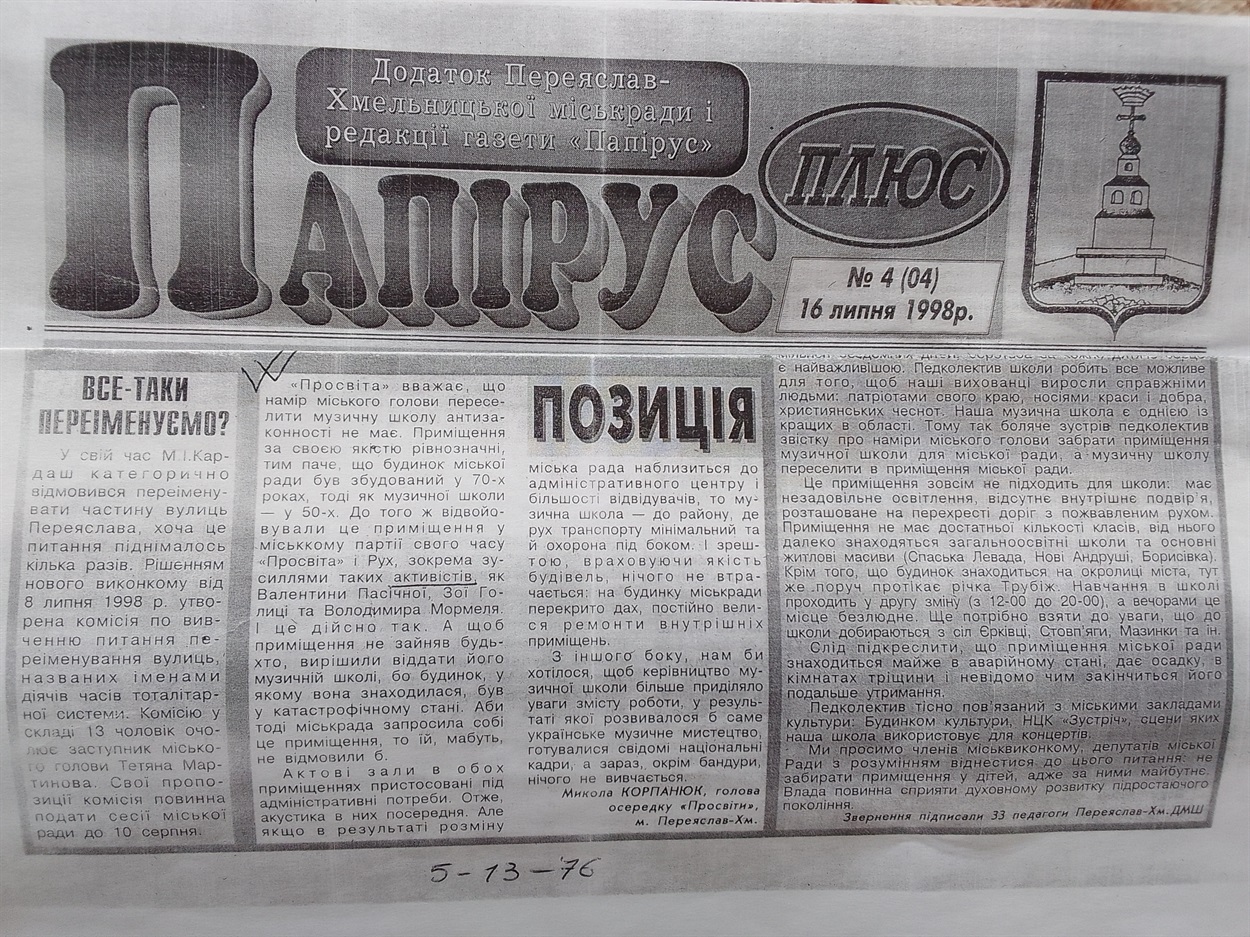 Додаток Переяслав-
Хмельницької міськради і
редакції газети «Папірус»
ПАПІРУС
ПЛЮС
№ 4 (04)
16 липня 1998р.
ВСЕ-ТАКИ
ПЕРЕІМЕНУЄМО?
У свій час М.І.Кар-
даш категорично
відмовився переімену-
вати частину вулиць
Переяслава, хоча це
питання піднімалось
кілька разів. Рішенням
нового виконкому від
8 липня 1998 р. утво-
рена комісія по вив-
ченню питання пе-
реіменування вулиць,
названих іменами
діячів часів тоталітар-
ної системи. Комісію у
складі 13 чоловік очо-
лює заступник місько-
го голови Тетяна Мар-
тинова. Свої пропо-
зиції комісія повинна
подати сесії міської
ради до 10 серпня.
«Просвіта» вважає, що
намір міського голови пересе-
лити музичну школу антиза-
конності не має. Приміщення
за своєю якістю рівнозначні,
тим паче, що будинок міської
ради був збудований у 70-х
роках, тоді як музичної школи
— у 50-х. До того ж відвойо-
вували це приміщення у
міськкому партії свого часу
«Просвіта» і Рух, зокрема зу-
силлями таких активістів, як
Валентини Пасічної, Зої Го-
лиці та Володимира Мормеля.
І це дійсно так. А щоб
приміщення не зайняв будь-
хто, вирішили віддати його
музичній школі, бо будинок, у
якому вона знаходилася, був
у катастрофічному стані. Аби
тоді міськрада запросила собі
це приміщення, то їй, мабуть,
не відмовили б.
Актові зали в обох
приміщеннях пристосовані під
адміністративні потреби. Отже,
акустика в них посередня. Але
якщо в результаті розміну
ПОЗИЦІЯ
міська рада наблизиться до
адміністративного центру і
більшості відвідувачів, то му-
зична школа — до району, де
рух транспорту мінімальний та
й охорона під боком. І зреш-
тою, враховуючи якість
будівель, нічого не втра-
чається: на будинку міськради
перекрито дах, постійно вели-
ся ремонти внутрішніх
приміщень.
З іншого боку, нам би
хотілося, щоб керівництво му-
зичної школи більше приділяло
уваги змісту роботи, у резуль-
таті якої розвивалося б саме
українське музичне мистецтво,
готувалися свідомі національні
кадри, а зараз, окрім бандури,
нічого не вивчається.
Микола КОРПАНЮК, голова
осередку «Просвіти»,
м. Переяслав-Хм.
є найважливішою. Педколектив школи робить все можливе
для того, щоб наші вихованці виросли справжніми
людьми: патріотами свого краю, носіями краси і добра,
християнських чеснот. Наша музична школа є однією із
кращих в області. Тому так боляче зустрів педколектив
звістку про наміри міського голови забрати приміщення
музичної школи для міської ради, а музичну школу
переселити в приміщення міської ради.
Це приміщення зовсім не підходить для школи: має
незадовільне освітлення, відсутнє внутрішнє подвір'я,
розташоване на перехресті доріг з пожвавленим рухом.
Приміщення не має достатньої кількості класів, від нього
далеко знаходяться загальноосвітні школи та основні
житлові масиви (Спаська Левада, Нові Андруші, Борисівка).
Крім того, що будинок знаходиться на околиці міста, тут
же поруч протікає річка Трубіж. Навчання в школі
проходить у другу зміну (з 12-00 до 20-00), а вечорами це
місце безлюдне. Ще потрібно взяти до уваги, що до
школи добираються з сіл Єрківці, Стовп'яги, Мазинки та ін.
Слід підкреслити, що приміщення міської ради
знаходиться майже в аварійному стані, дає осадку, в
кімнатах тріщини і невідомо чим закінчиться його
подальше утримання.
Педколектив тісно пов'язаний з міськими закладами
культури: Будинком культури, НЦК «Зустріч», сцени яких
наша школа використовує для концертів.
Ми просимо членів міськвиконкому, депутатів міської
Ради з розумінням віднестися до цього питання: не
забирати приміщення у дітей, адже за ними майбутнє.
Влада повинна сприяти духовному розвитку підростаючого
покоління.
Звернення підписали 33 педагоги Переяслав-Хм.ДМШ
5-13-76